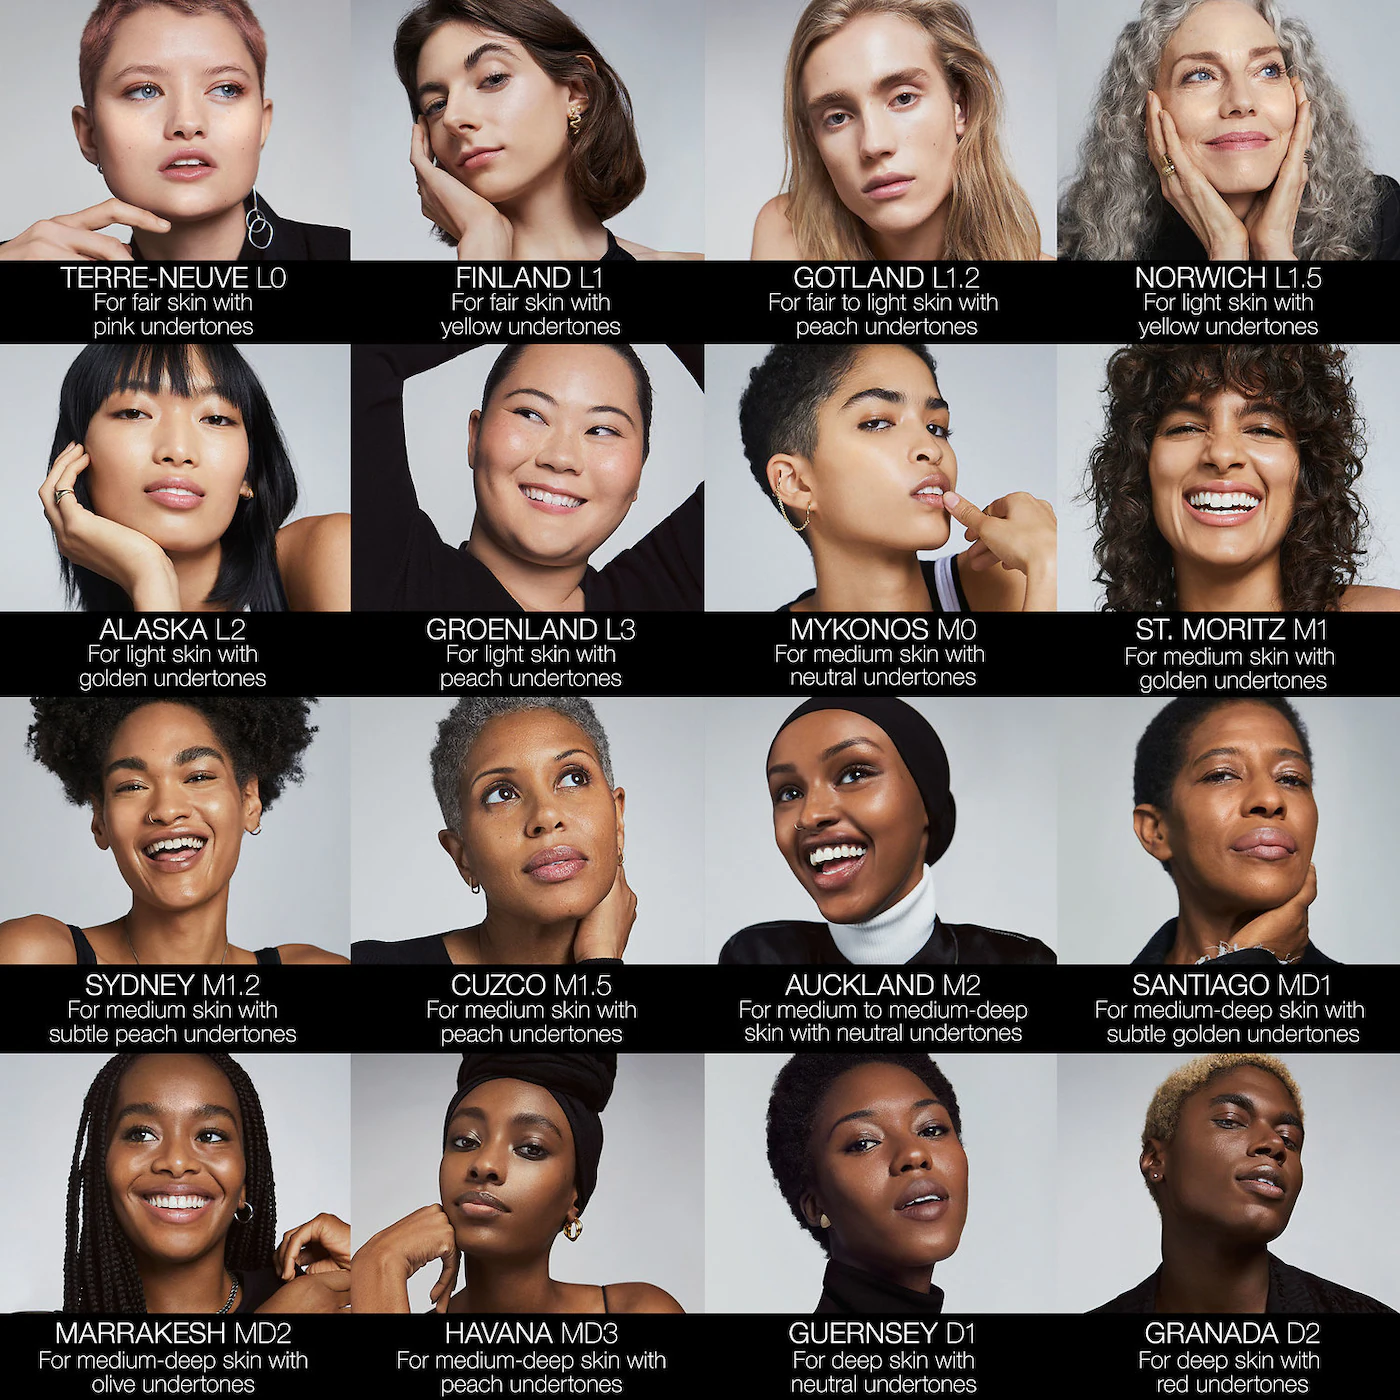 TERRE-NEUVE L0
For fair skin with
pink undertones
FINLAND L1
For fair skin with
yellow undertones
GOTLAND L1.2
For fair to light skin with
peach undertones
NORWICH L1.5
For light skin with
yellow undertones
ALASKA L2
For light skin with
golden undertones
GROENLAND L3
For light skin with
peach undertones
MYKONOS M0
For medium skin with
neutral undertones
ST. MORITZ M1
For medium skin with
golden undertones
SYDNEY M1.2
For medium skin with
subtle peach undertones
CUZCO M1.5
For medium skin with
peach undertones
AUCKLAND M2
For medium to medium-deep
skin with neutral undertones
SANTIAGO MD1
For medium-deep skin with
subtle golden undertones
MARRAKESH MD2
For medium-deep skin with
olive undertones
HAVANA MD3
For medium-deep skin with
peach undertones
GUERNSEY D1
For deep skin with
neutral undertones
GRANADA D2
For deep skin with
red undertones